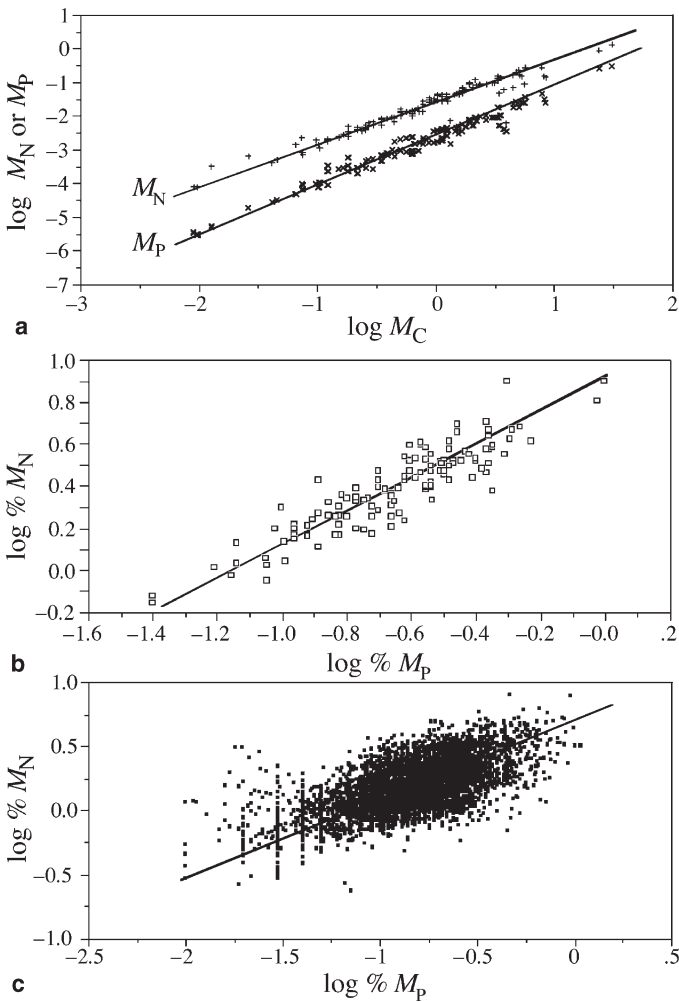 1
0
−1
−2
−3
−4
−5
−6
−7
log M_N or M_P
M_N
M_P
−3 −2 −1 0 1 2
a log M_C
1.0
0.8
0.6
0.4
0.2
0.0
−0.2
log % M_N
−1.6 −1.4 −1.2 −1.0 −0.8 −0.6 −0.4 −0.2 −0.0 .2
b log % M_P
1.0
0.5
0.0
−0.5
−1.0
log % M_N
−2.5 −2 −1.5 −1 −0.5 0 .5
c log % M_P